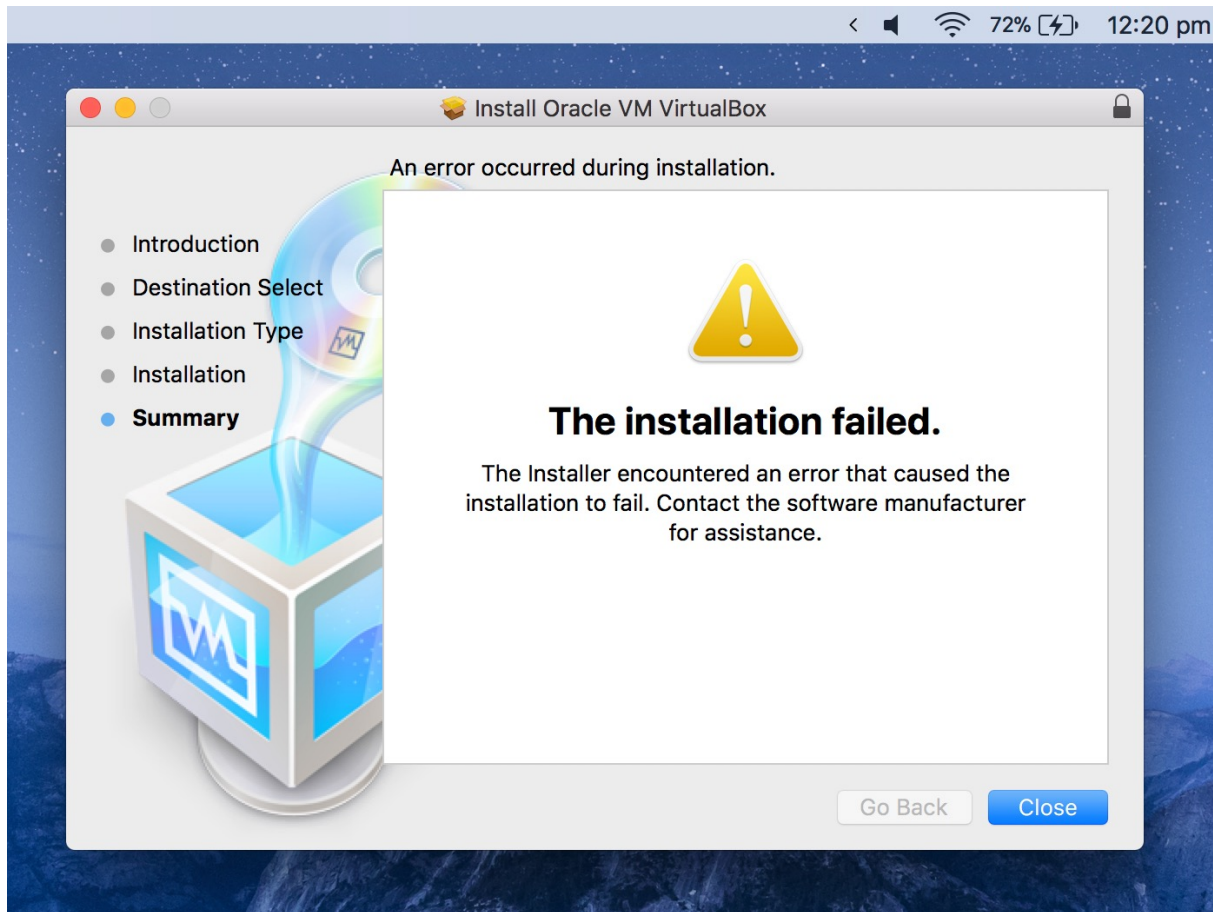 72% 12:20 pm
Install Oracle VM VirtualBox
An error occurred during installation.
Introduction
Destination Select
Installation Type
Installation
Summary
The installation failed.
The Installer encountered an error that caused the
installation to fail. Contact the software manufacturer
for assistance.
Go Back Close